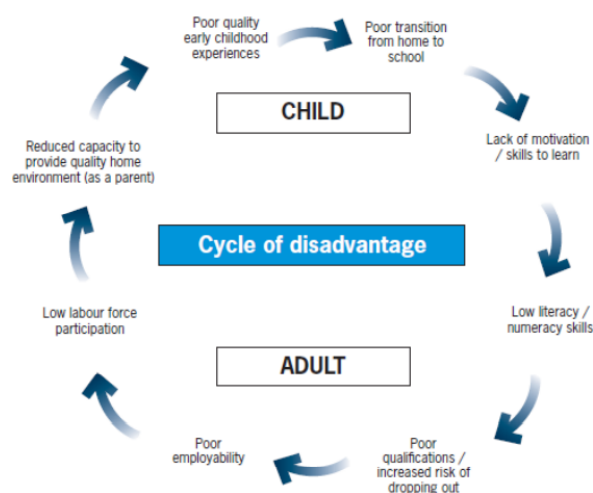 Poor quality
early childhood
experiences
Poor transition
from home to
school
CHILD
Lack of motivation
/ skills to learn
Reduced capacity to
provide quality home
environment (as a parent)
Cycle of disadvantage
Low literacy /
numeracy skills
Low labour force
participation
ADULT
Poor
qualifications /
increased risk of
dropping out
Poor
employability